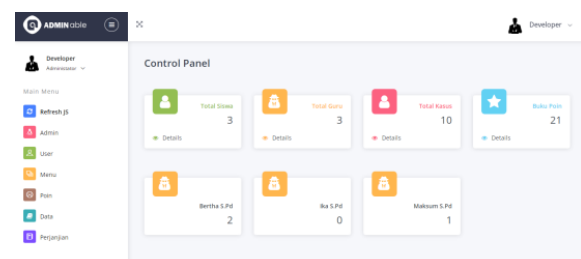 ADMINable
Developer
Developer
Administator
Main Menu
Refresh JS
Admin
User
Menu
Poin
Data
Perjanjian
Control Panel
Total Siswa
3
Details
Total Guru
3
Details
Total Kasus
10
Details
Buku Poin
21
Details
Bertha S.Pd
2
Ika S.Pd
0
Maksum S.Pd
1